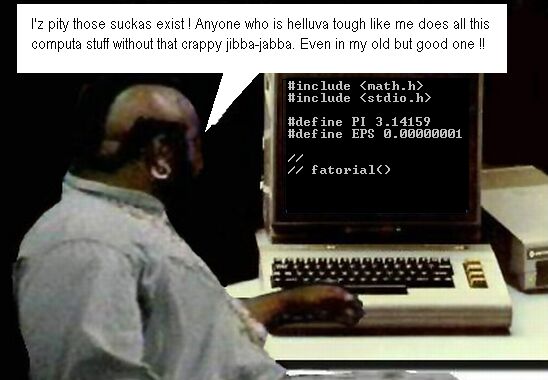 I'z pity those suckas exist ! Anyone who is helluva tough like me does all this
computa stuff without that crappy jibba-jabba. Even in my old but good one !!
#include <math.h>
#include <stdio.h>
#define PI 3.14159
#define EPS 0.00000001
//
// fatorial()